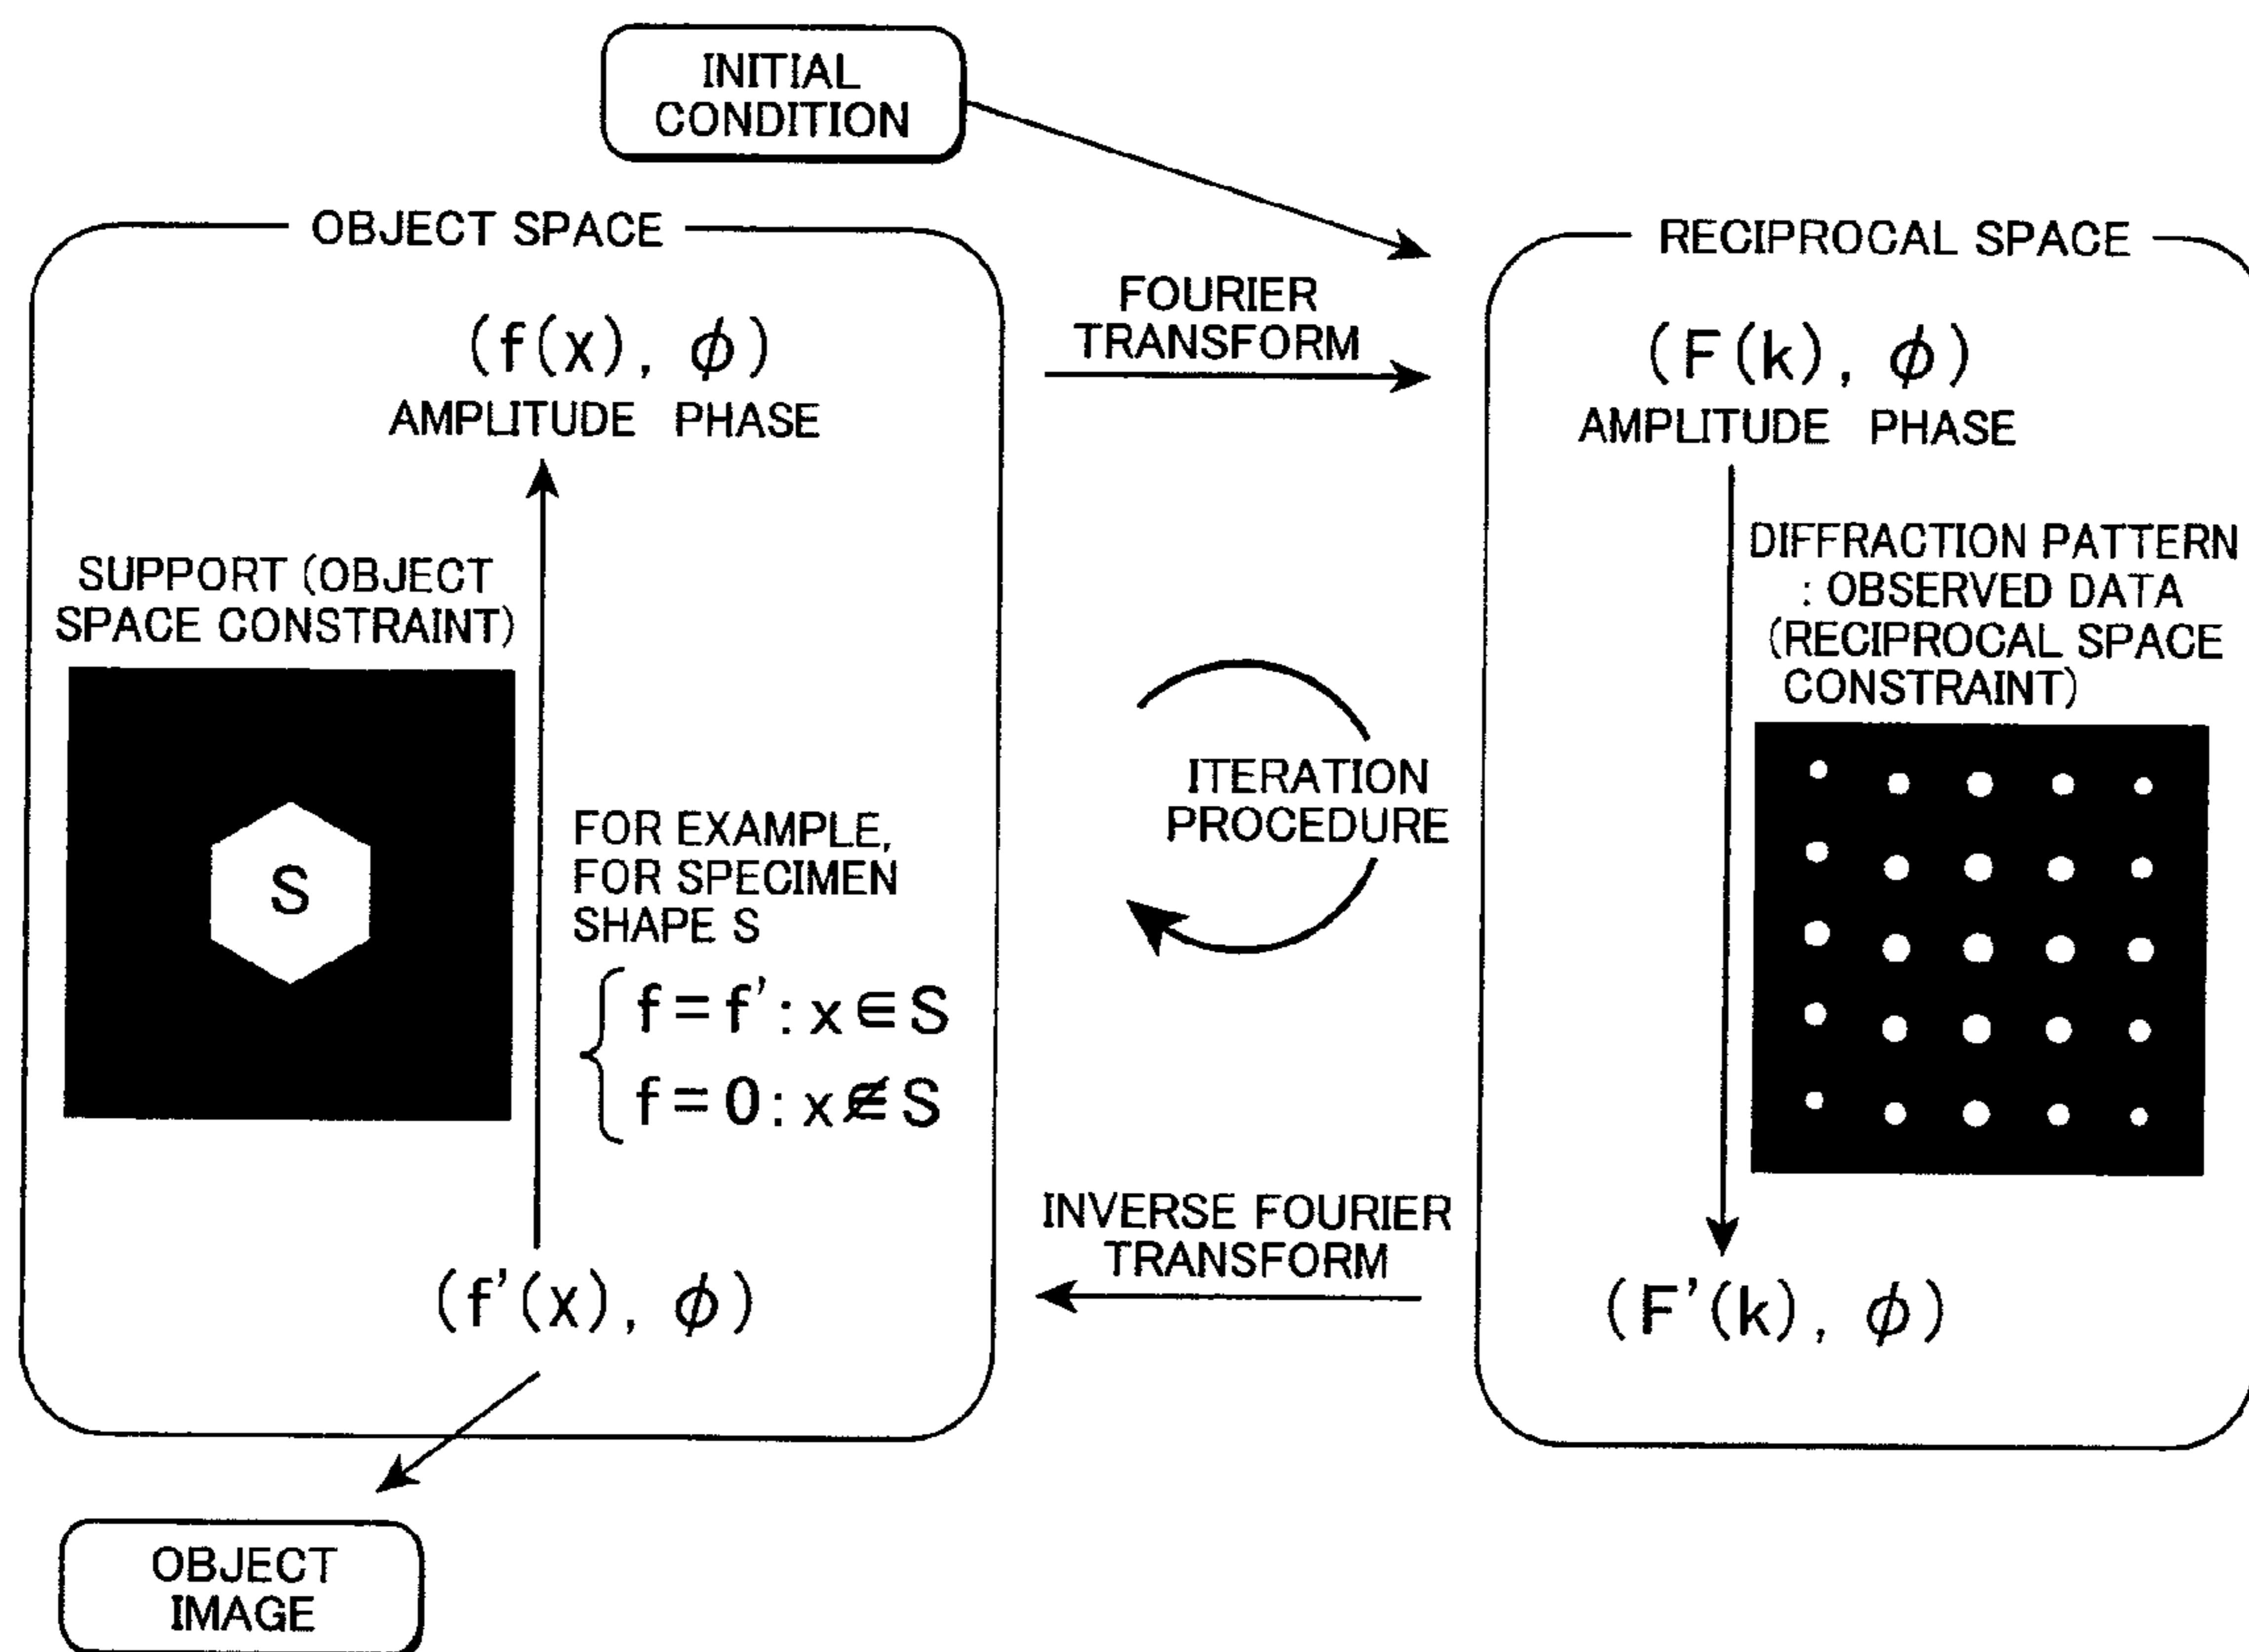 INITIAL
CONDITION
OBJECT SPACE
(f(x), ϕ)
AMPLITUDE PHASE
FOURIER
TRANSFORM
RECIPROCAL SPACE
(F(k), ϕ)
AMPLITUDE PHASE
SUPPORT (OBJECT
SPACE CONSTRAINT)
S
FOR EXAMPLE,
FOR SPECIMEN
SHAPE S
f=f':x∈S
f=0:x∉S
ITERATION
PROCEDURE
DIFFRACTION PATTERN
: OBSERVED DATA
(RECIPROCAL SPACE
CONSTRAINT)
INVERSE FOURIER
TRANSFORM
(f'(x), ϕ)
(F'(k), ϕ)
OBJECT
IMAGE